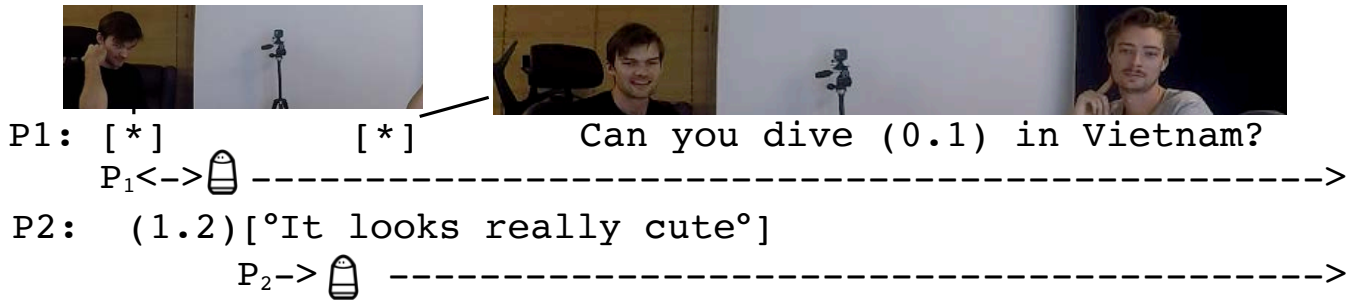 P1: [*] [*] Can you dive (0.1) in Vietnam?
P₁<-> ----------------------------------------------->
P2: (1.2)[°It looks really cute°]
P₂-> ----------------------------------------->